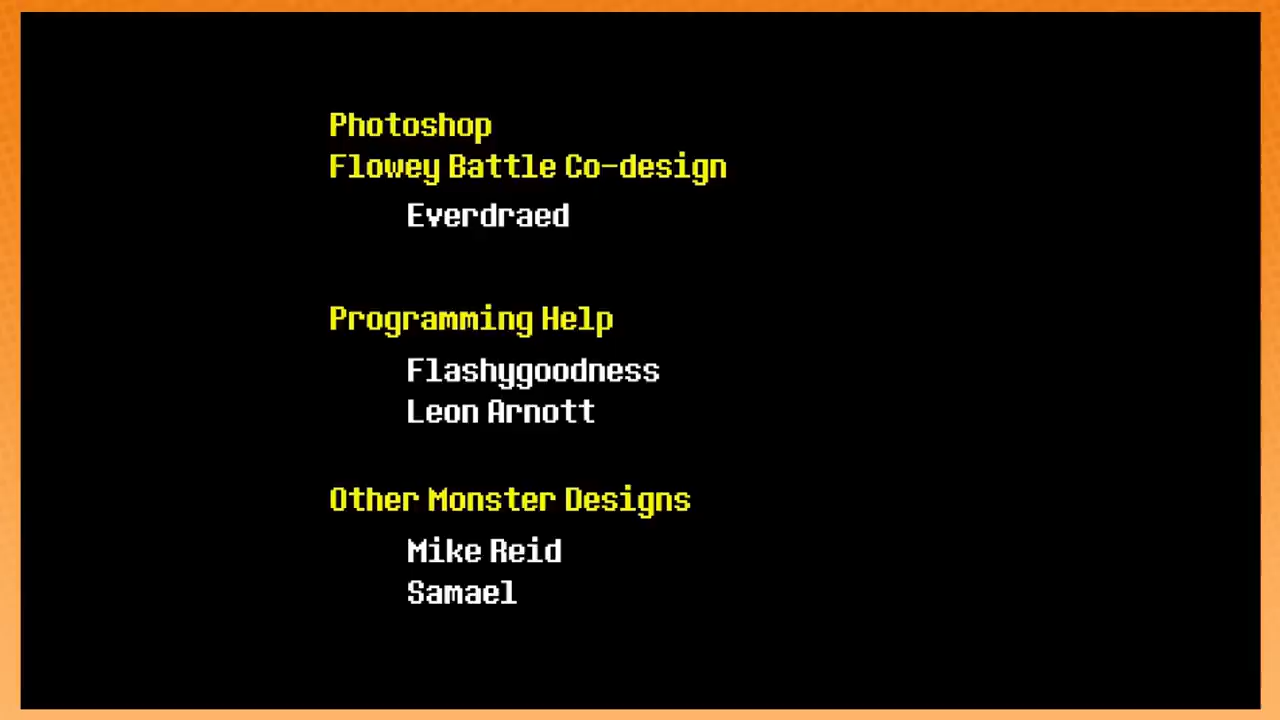 Photoshop
Flowey Battle Co-design
Everdraed
Programming Help
Flashygoodness
Leon Arnott
Other Monster Designs
Mike Reid
Samael